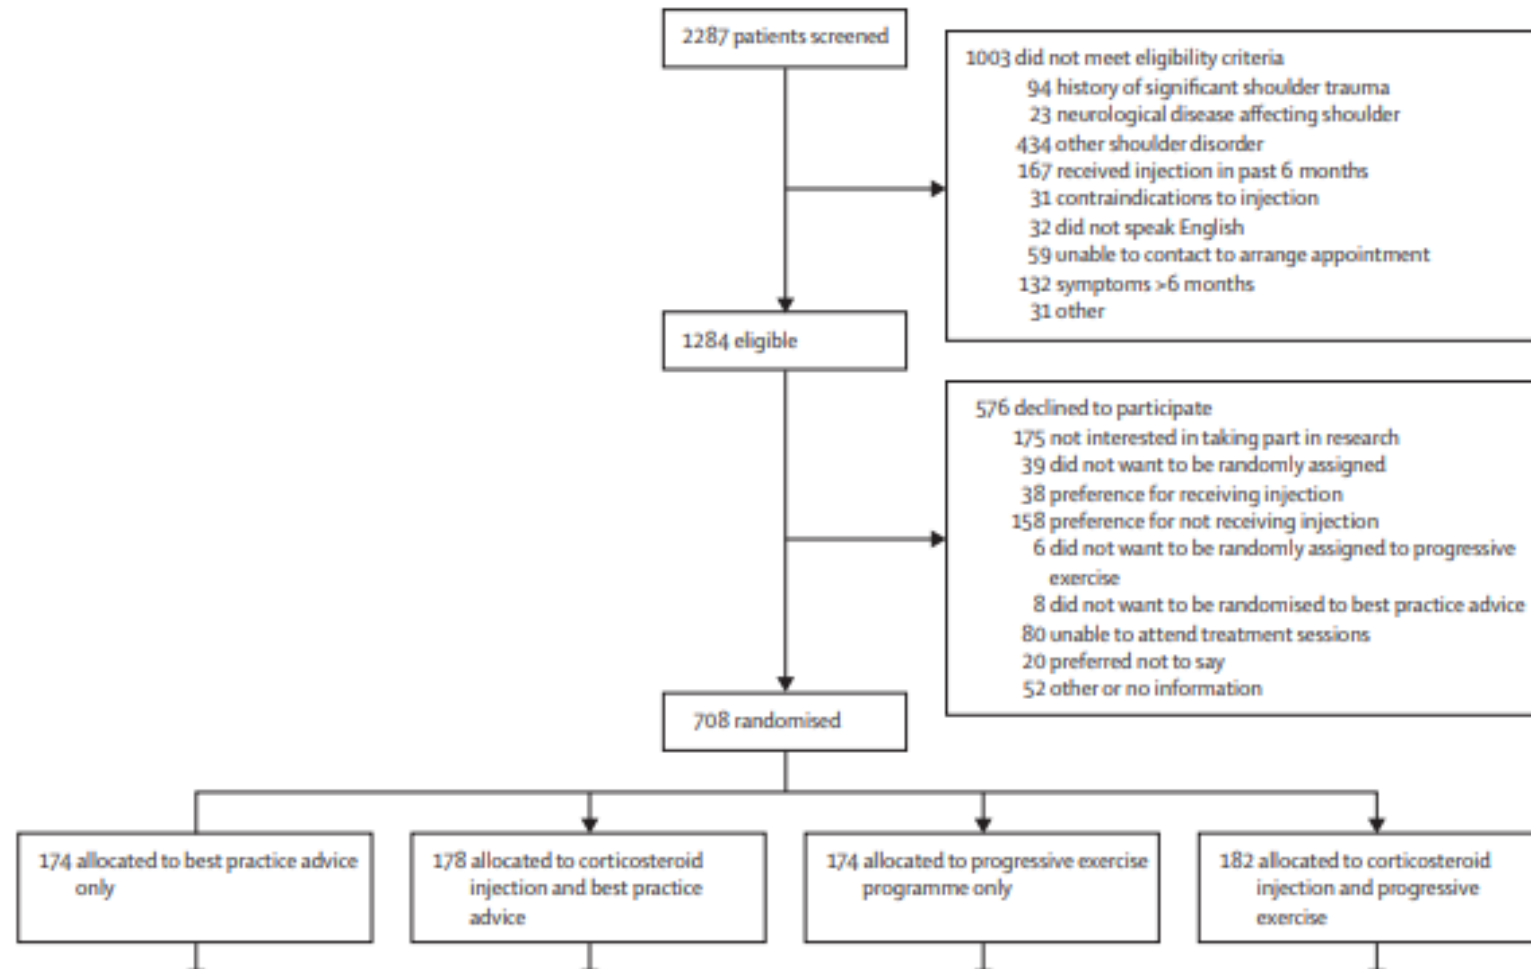 2287 patients screened
1003 did not meet eligibility criteria
94 history of significant shoulder trauma
23 neurological disease affecting shoulder
434 other shoulder disorder
167 received injection in past 6 months
31 contraindications to injection
32 did not speak English
59 unable to contact to arrange appointment
132 symptoms >6 months
31 other
1284 eligible
576 declined to participate
175 not interested in taking part in research
39 did not want to be randomly assigned
38 preference for receiving injection
158 preference for not receiving injection
6 did not want to be randomly assigned to progressive
exercise
8 did not want to be randomised to best practice advice
80 unable to attend treatment sessions
20 preferred not to say
52 other or no information
708 randomised
174 allocated to best practice advice
only
178 allocated to corticosteroid
injection and best practice
advice
174 allocated to progressive exercise
programme only
182 allocated to corticosteroid
injection and progressive
exercise